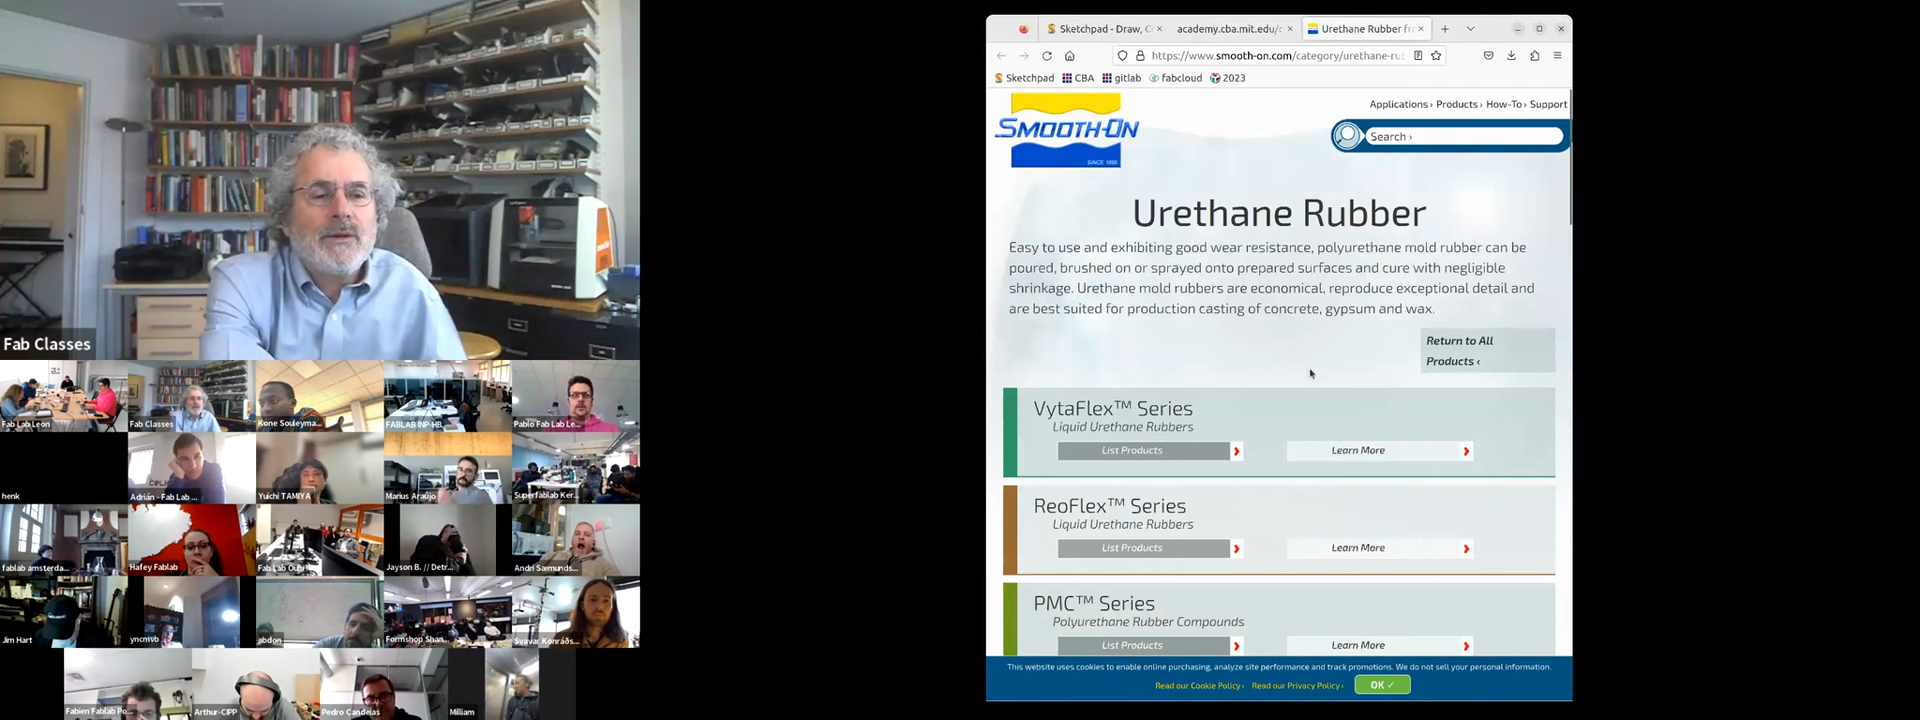 Fab Classes
Fab Lab Leon
Fab Classes
Kone Souleyma...
FABLAB INP-HB
Pablo Fab Lab Le...
henk
Adrián - Fab Lab ...
Yuichi TAMIYA
Marius Araújo
Superfablab Ker...
fablab amsterda...
Hafey Fablab
Fab Lab Oulu
Jayson B. // Detr...
Andri Sæmunds...
Jim Hart
yncmvb
abdon
Formshop Shan...
Svavar Konráðs...
Fabien Fablab Po...
Arthur-CIPP
Pedro Candeias
Milliam
Sketchpad - Draw, C
academy.cba.mit.edu/c
Urethane Rubber fr
https://www.smooth-on.com/category/urethane-rub
Sketchpad
CBA
gitlab
fabcloud
2023
SMOOTH-ON
SINCE 1895
Applications› Products› How-To› Support
Search ›
Urethane Rubber
Easy to use and exhibiting good wear resistance, polyurethane mold rubber can be
poured, brushed on or sprayed onto prepared surfaces and cure with negligible
shrinkage. Urethane mold rubbers are economical, reproduce exceptional detail and
are best suited for production casting of concrete, gypsum and wax.
Return to All
Products ‹
VytaFlex™ Series
Liquid Urethane Rubbers
List Products
Learn More
ReoFlex™ Series
Liquid Urethane Rubbers
List Products
Learn More
PMC™ Series
Polyurethane Rubber Compounds
List Products
Learn More
This website uses cookies to enable online purchasing, analyze site performance and track promotions. We do not sell your personal information.
Read our Cookie Policy› Read our Privacy Policy› OK ✓